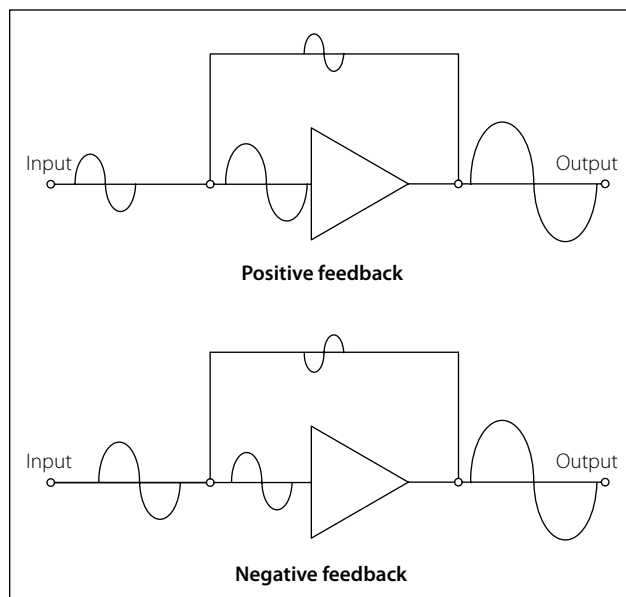 Input
Output
Positive feedback
Input
Output
Negative feedback